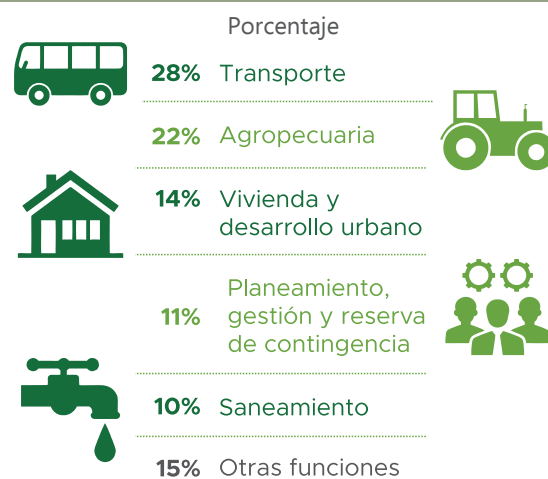 Porcentaje
28% Transporte
22% Agropecuaria
14% Vivienda y
desarrollo urbano
Planeamiento,
11% gestión y reserva
de contingencia
10% Saneamiento
15% Otras funciones